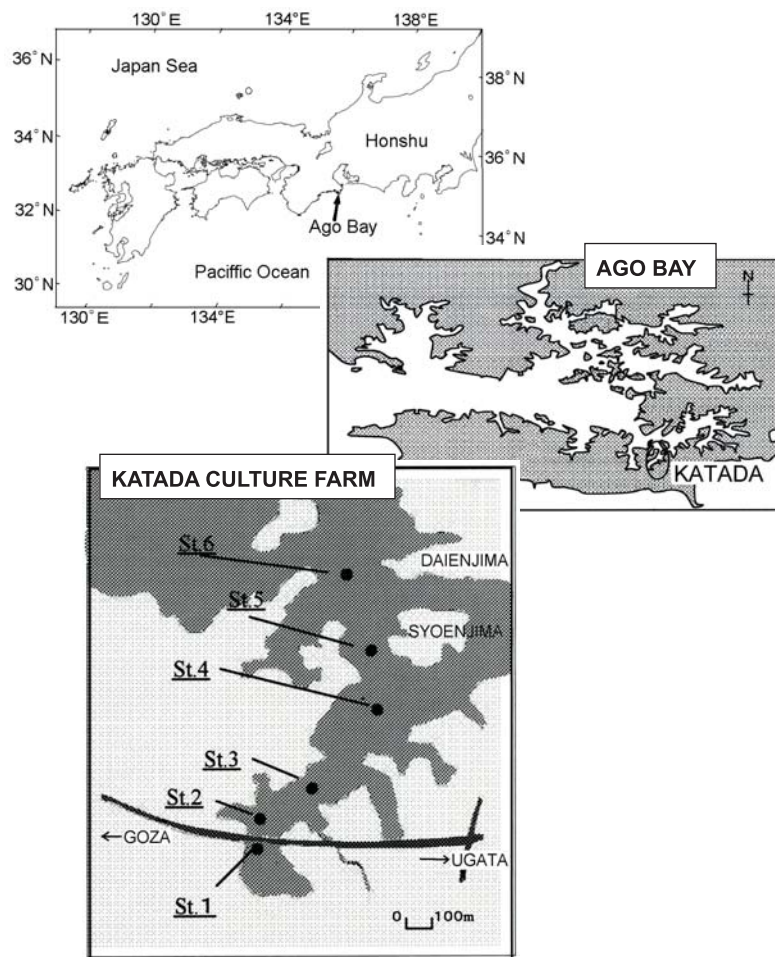 130°E
134°E
138°E
36°N
Japan Sea
38°N
34°N
Honshu
36°N
32°N
Ago Bay
34°N
30°N
Paciffic Ocean
130°E
134°E
AGO BAY
N
KATADA
KATADA CULTURE FARM
St.6
DAIENJIMA
St.5
SYOENJIMA
St.4
St.3
St.2
←GOZA
→UGATA
St.1
0 100m